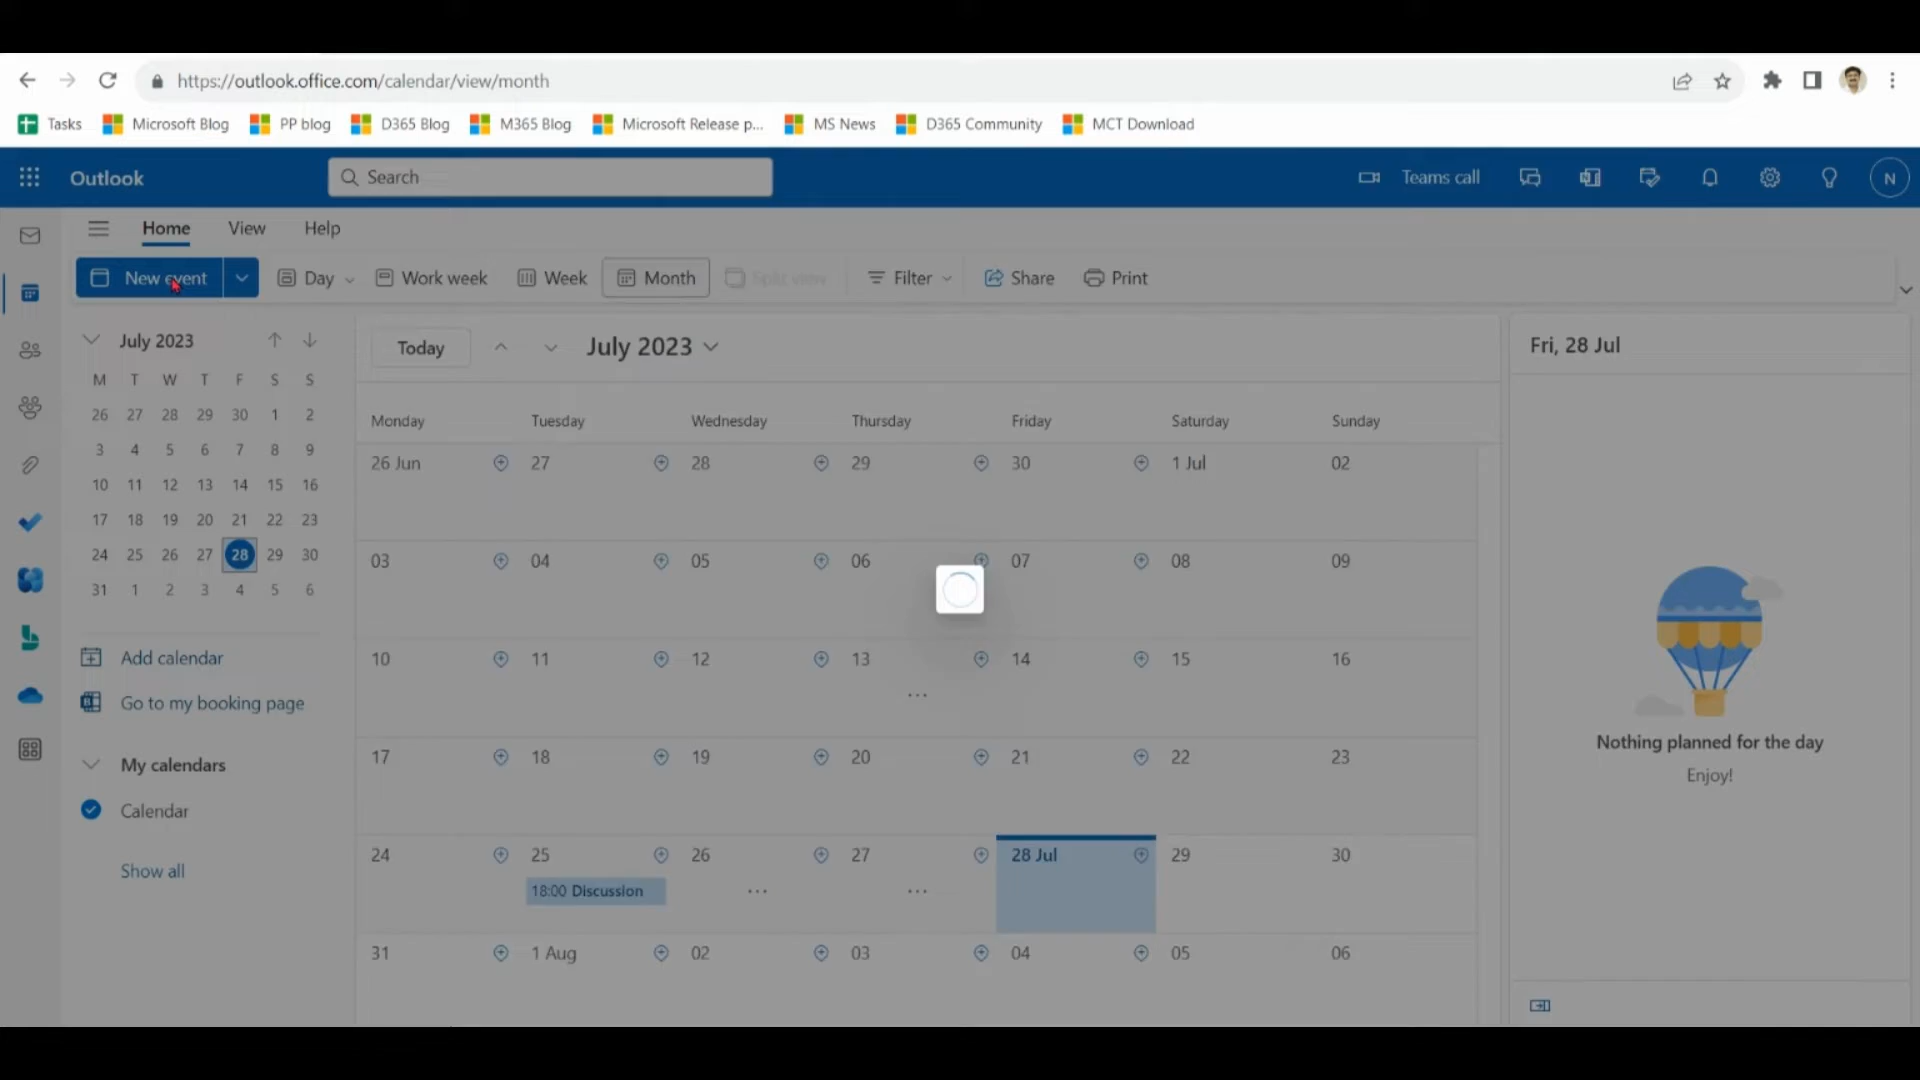 https://outlook.office.com/calendar/view/month
Tasks Microsoft Blog PP blog D365 Blog M365 Blog Microsoft Release p... MS News D365 Community MCT Download
Outlook Search Teams call N
Home View Help
New event Day Work week Week Month Split view Filter Share Print
July 2023
M T W T F S S
26 27 28 29 30 1 2
3 4 5 6 7 8 9
10 11 12 13 14 15 16
17 18 19 20 21 22 23
24 25 26 27 28 29 30
31 1 2 3 4 5 6
Add calendar
Go to my booking page
My calendars
Calendar
Show all
Today July 2023
Monday Tuesday Wednesday Thursday Friday Saturday Sunday
26 Jun 27 28 29 30 1 Jul 02
03 04 05 06 07 08 09
10 11 12 13 14 15 16
...
17 18 19 20 21 22 23
24 25 26 27 28 Jul 29 30
18:00 Discussion ... ...
31 1 Aug 02 03 04 05 06
Fri, 28 Jul
Nothing planned for the day
Enjoy!